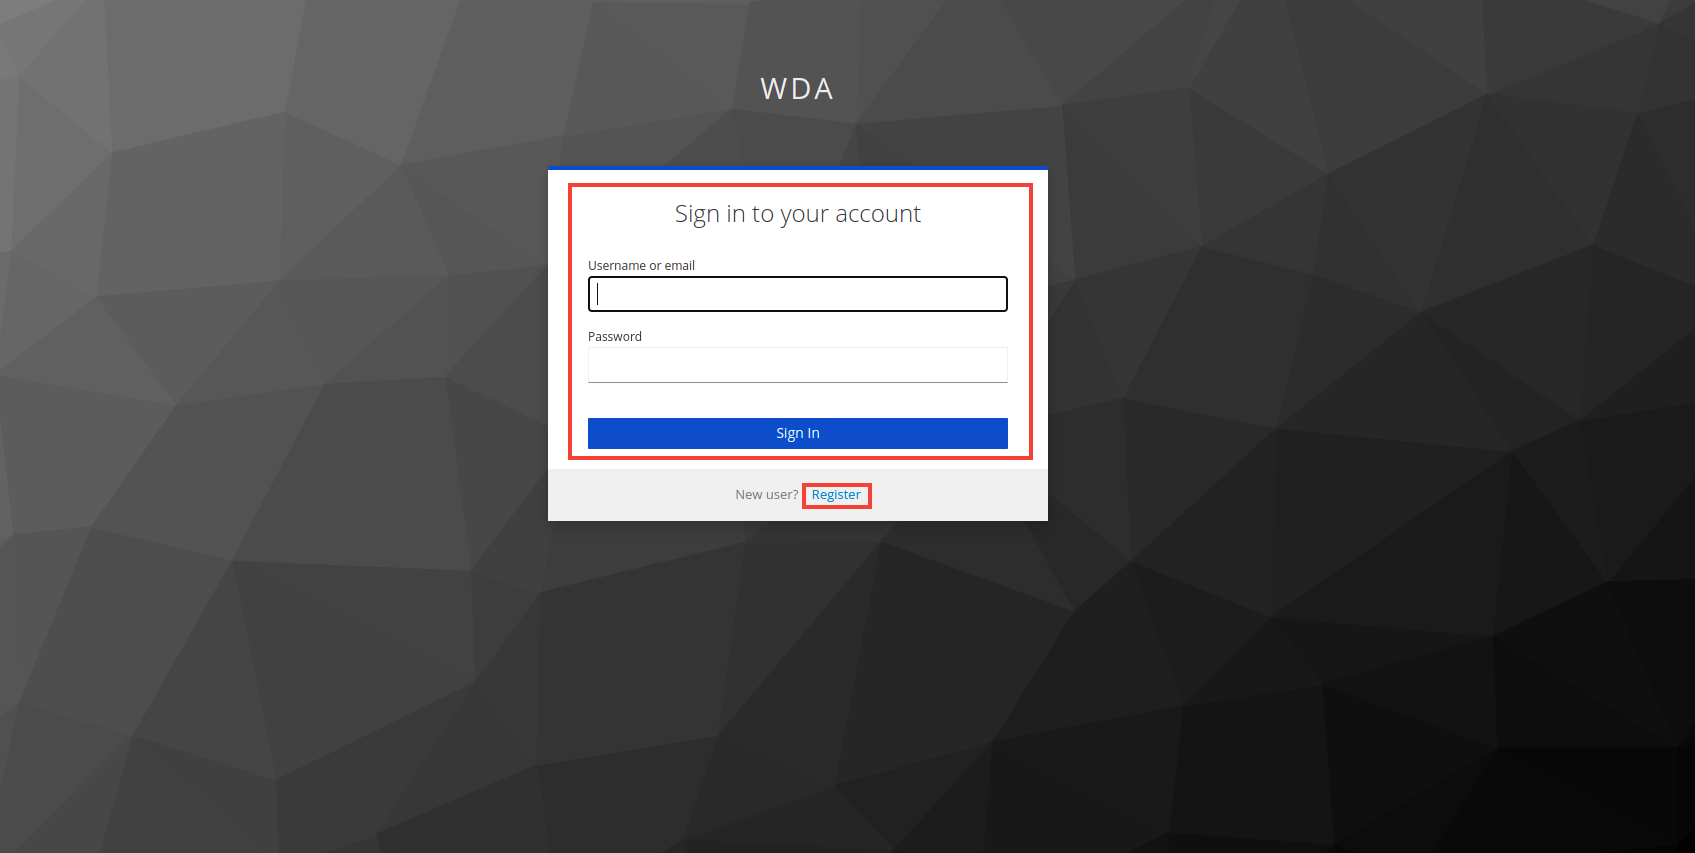 WDA
Sign in to your account
Username or email
Password
Sign In
New user? Register